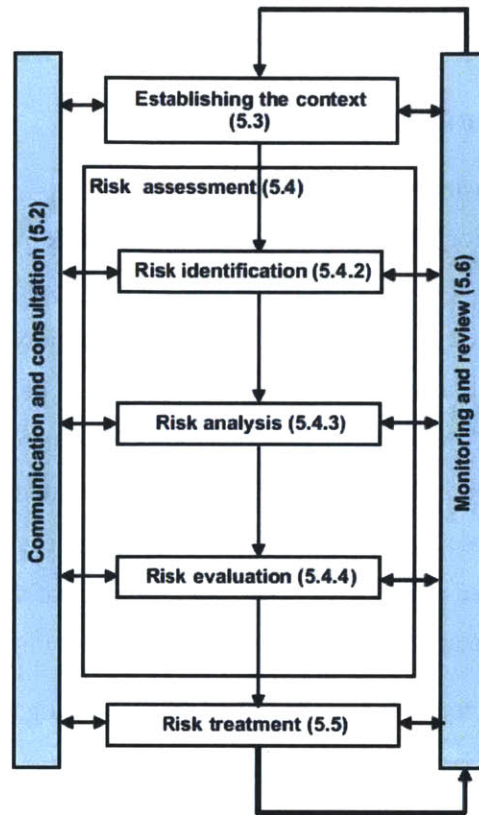 Establishing the context
(5.3)
Risk assessment (5.4)
Communication and consultation (5.2)
Risk identification (5.4.2)
Monitoring and review (5.6)
Risk analysis (5.4.3)
Risk evaluation (5.4.4)
Risk treatment (5.5)